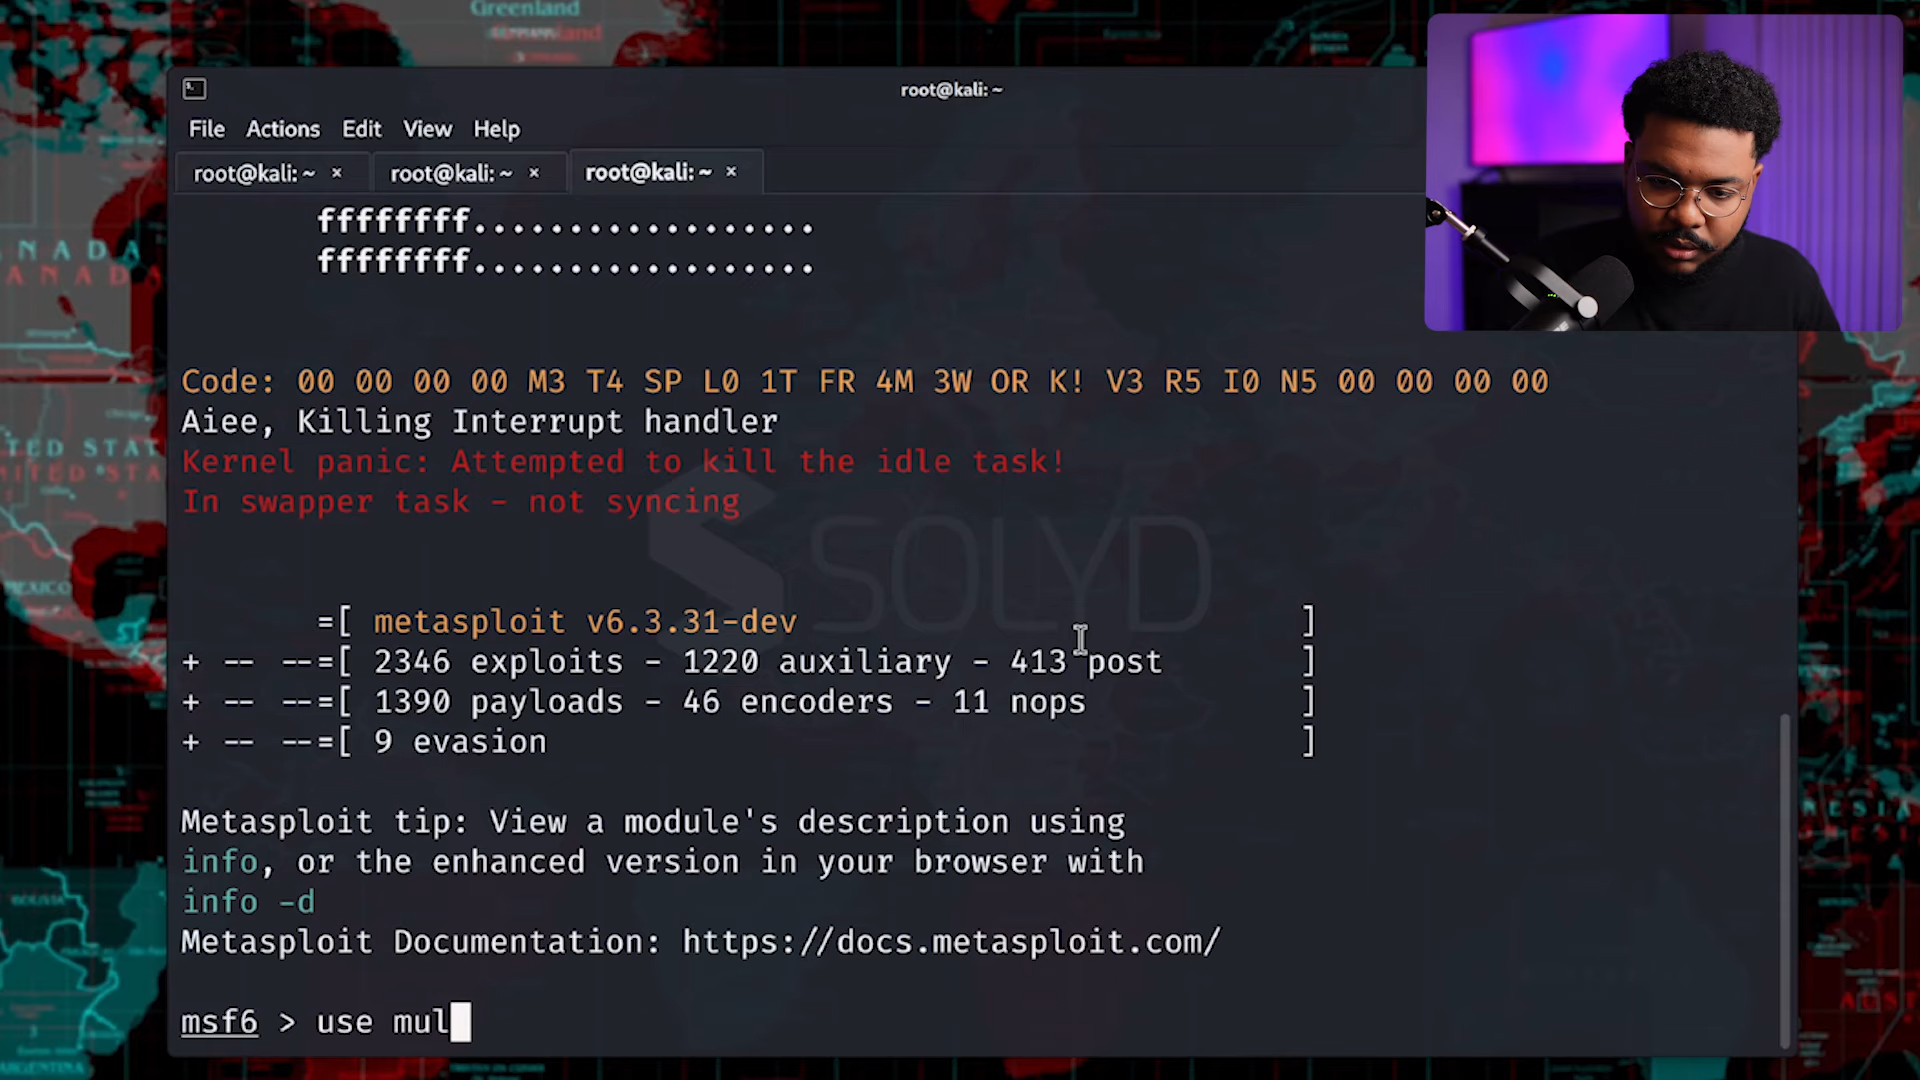 Greenland
Greenland
root@kali: ~
File Actions Edit View Help
root@kali: ~ × root@kali: ~ × root@kali: ~ ×
ffffffff..................
ffffffff..................
Code: 00 00 00 00 M3 T4 SP L0 1T FR 4M 3W OR K! V3 R5 I0 N5 00 00 00 00
Aiee, Killing Interrupt handler
Kernel panic: Attempted to kill the idle task!
In swapper task - not syncing
SOLYD
=[ metasploit v6.3.31-dev ]
+ -- --=[ 2346 exploits - 1220 auxiliary - 413 post ]
+ -- --=[ 1390 payloads - 46 encoders - 11 nops ]
+ -- --=[ 9 evasion ]
Metasploit tip: View a module's description using
info, or the enhanced version in your browser with
info -d
Metasploit Documentation: https://docs.metasploit.com/
msf6 > use mul